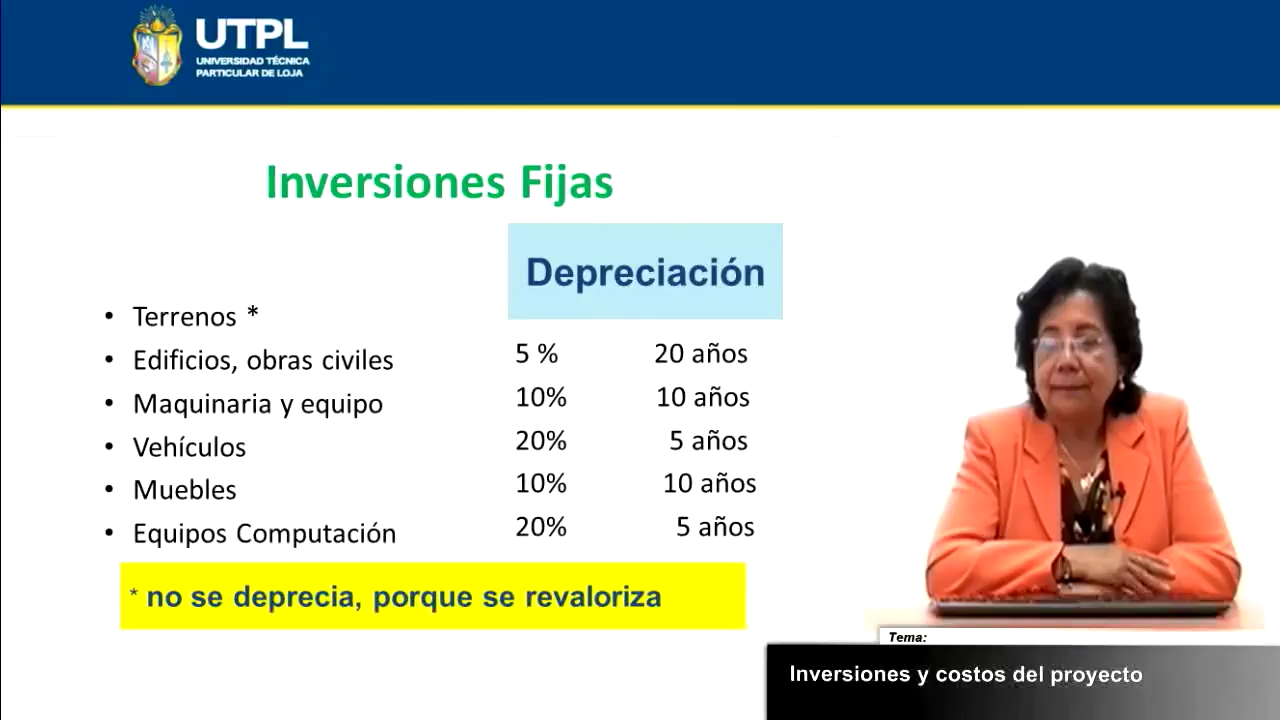 UTPL
UNIVERSIDAD TÉCNICA
PARTICULAR DE LOJA
Inversiones Fijas
Depreciación
• Terrenos *
• Edificios, obras civiles 5 % 20 años
• Maquinaria y equipo 10% 10 años
• Vehículos 20% 5 años
• Muebles 10% 10 años
• Equipos Computación 20% 5 años
* no se deprecia, porque se revaloriza
Tema:
Inversiones y costos del proyecto